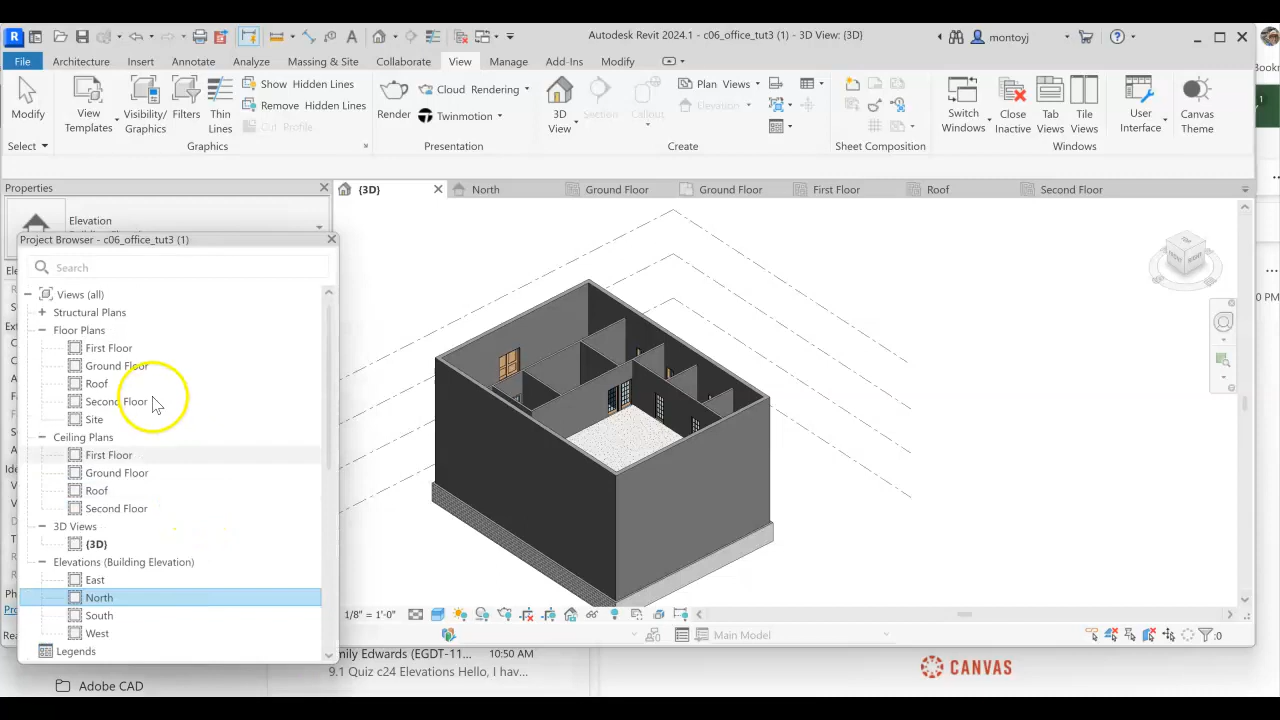 Autodesk Revit 2024.1 - c06_office_tut3 (1) - 3D View: {3D}
montoyj
File
Architecture
Insert
Annotate
Analyze
Massing & Site
Collaborate
View
Manage
Add-Ins
Modify
Modify
Select
View
Templates
Visibility/
Graphics
Filters
Thin
Lines
Show Hidden Lines
Remove Hidden Lines
Cut Profile
Graphics
Render
Cloud Rendering
Twinmotion
Presentation
3D
View
Section
Callout
Plan Views
Elevation
Create
Sheet Composition
Switch
Windows
Close
Inactive
Tab
Views
Tile
Views
Windows
User
Interface
Canvas
Theme
Properties
Elevation
{3D}
North
Ground Floor
Ground Floor
First Floor
Roof
Second Floor
Project Browser - c06_office_tut3 (1)
Search
Views (all)
Structural Plans
Floor Plans
First Floor
Ground Floor
Roof
Second Floor
Site
Ceiling Plans
First Floor
Ground Floor
Roof
Second Floor
3D Views
{3D}
Elevations (Building Elevation)
East
North
South
West
Legends
TOP
RIGHT
1/8" = 1'-0"
Main Model
:0
Adobe CAD
Edwards (EGDT-11...
10:50 AM
9.1 Quiz c24 Elevations Hello, I hav...
CANVAS